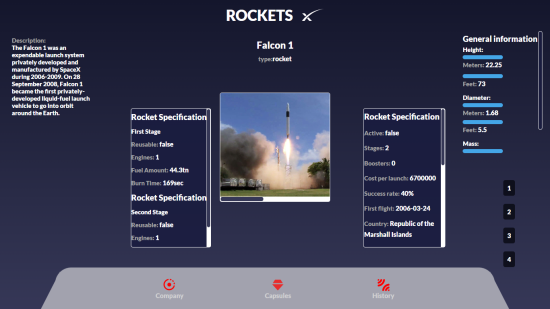 ROCKETS
Falcon 1
type:rocket
Description:
The Falcon 1 was an
expendable launch system
privately developed and
manufactured by SpaceX
during 2006-2009. On 28
September 2008, Falcon 1
became the first privately-
developed liquid-fuel launch
vehicle to go into orbit
around the Earth.
Rocket Specification
First Stage
Reusable: false
Engines: 1
Fuel Amount: 44.3tn
Burn Time: 169sec
Rocket Specification
Second Stage
Reusable: false
Engines: 1
Rocket Specification
Active: false
Stages: 2
Boosters: 0
Cost per launch: 6700000
Success rate: 40%
First flight: 2006-03-24
Country: Republic of the
Marshall Islands
General information
Height:
Meters: 22.25
Feet: 73
Diameter:
Meters: 1.68
Feet: 5.5
Mass:
1
2
3
4
Company
Capsules
History